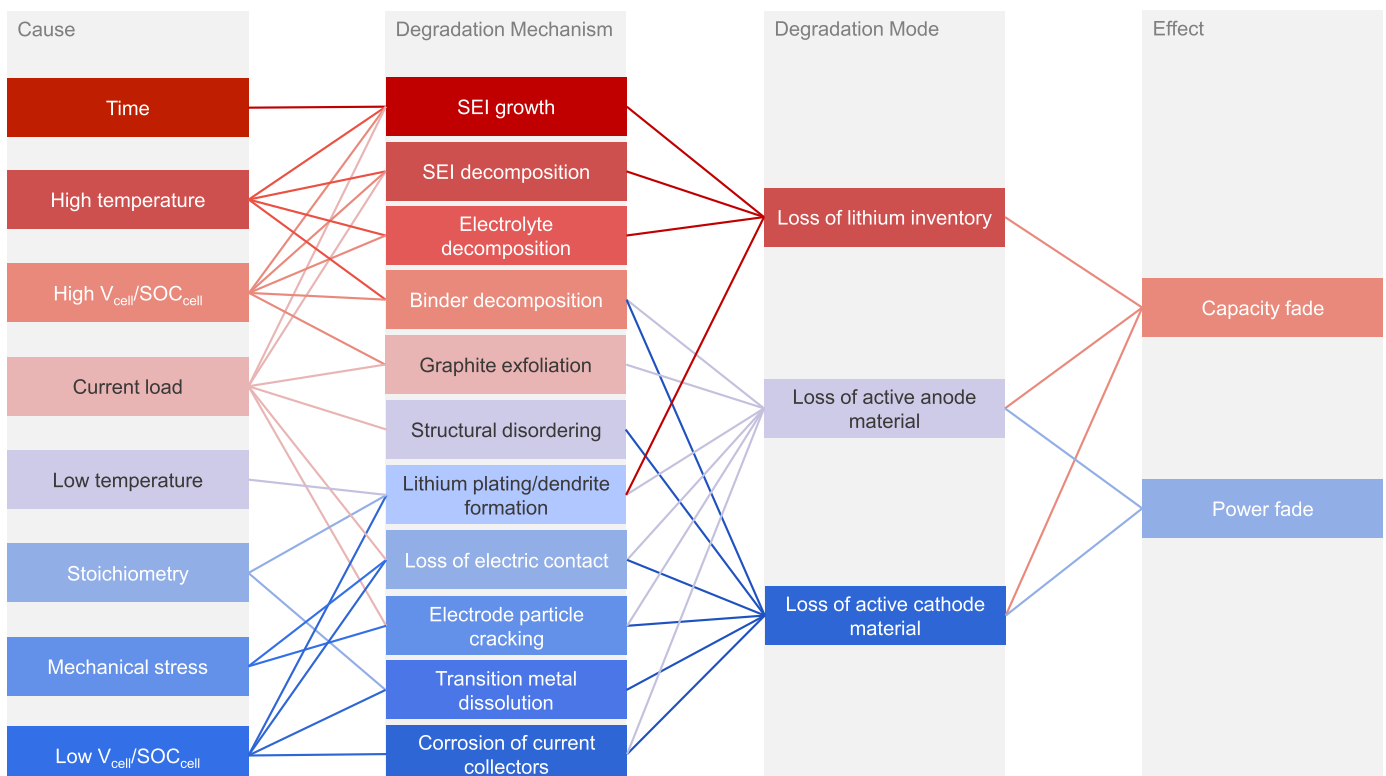 Cause
Degradation Mechanism
Degradation Mode
Effect
Time
High temperature
High Vcell/SOCcell
Current load
Low temperature
Stoichiometry
Mechanical stress
Low Vcell/SOCcell
SEI growth
SEI decomposition
Electrolyte
decomposition
Binder decomposition
Graphite exfoliation
Structural disordering
Lithium plating/dendrite
formation
Loss of electric contact
Electrode particle
cracking
Transition metal
dissolution
Corrosion of current
collectors
Loss of lithium inventory
Loss of active anode
material
Loss of active cathode
material
Capacity fade
Power fade